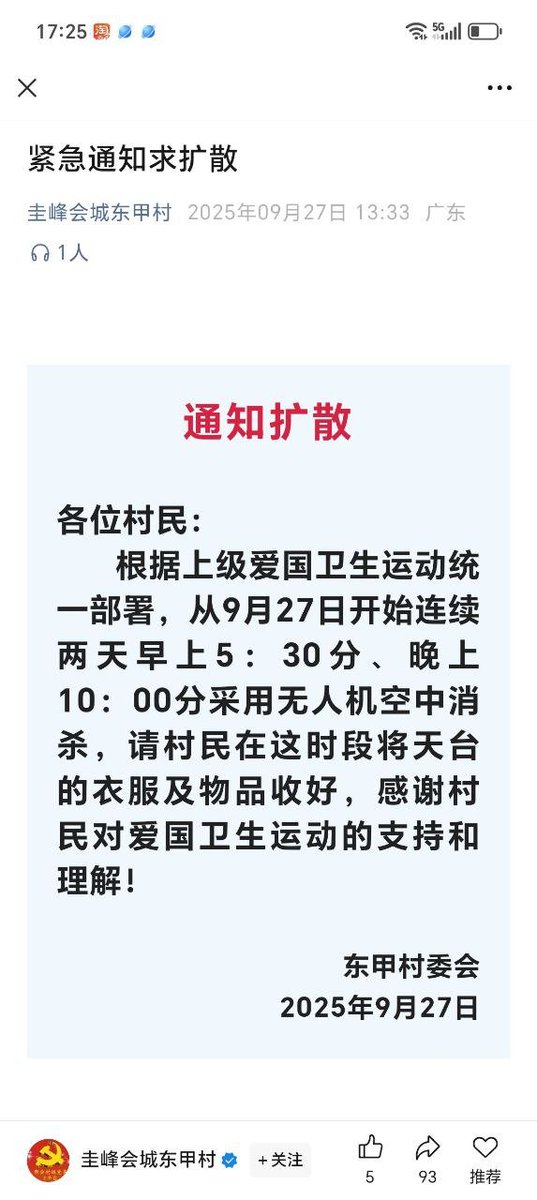 17:25 淘 5G
紧急通知求扩散
圭峰会城东甲村 2025年09月27日 13:33 广东
1人
通知扩散
各位村民：
根据上级爱国卫生运动统
一部署，从9月27日开始连续
两天早上5：30分、晚上
10：00分采用无人机空中消
杀，请村民在这时段将天台
的衣服及物品收好，感谢村
民对爱国卫生运动的支持和
理解！
东甲村委会
2025年9月27日
圭峰会城东甲村 +关注
5 93 推荐